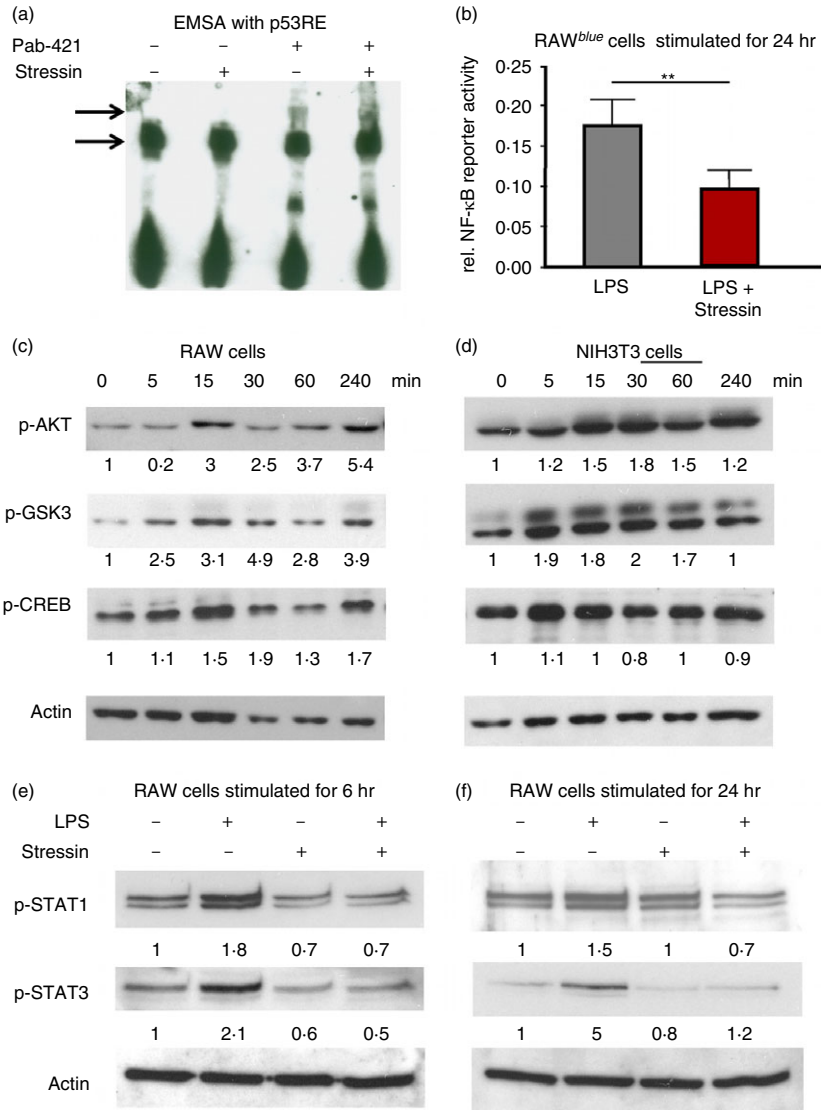 (a)
EMSA with p53RE
Pab-421 – – + +
Stressin – + – +
(b)
RAWblue cells stimulated for 24 hr
**
rel. NF-κB reporter activity
0·25
0·20
0·15
0·10
0·05
0·00
LPS
LPS +
Stressin
(c)
RAW cells
0 5 15 30 60 240 min
p-AKT
1 0·2 3 2·5 3·7 5·4
p-GSK3
1 2·5 3·1 4·9 2·8 3·9
p-CREB
1 1·1 1·5 1·9 1·3 1·7
Actin
(d)
NIH3T3 cells
0 5 15 30 60 240 min
1 1·2 1·5 1·8 1·5 1·2
1 1·9 1·8 2 1·7 1
1 1·1 1 0·8 1 0·9
(e)
RAW cells stimulated for 6 hr
LPS – + – +
Stressin – – + +
p-STAT1
1 1·8 0·7 0·7
p-STAT3
1 2·1 0·6 0·5
Actin
(f)
RAW cells stimulated for 24 hr
– + – +
– – + +
1 1·5 1 0·7
1 5 0·8 1·2